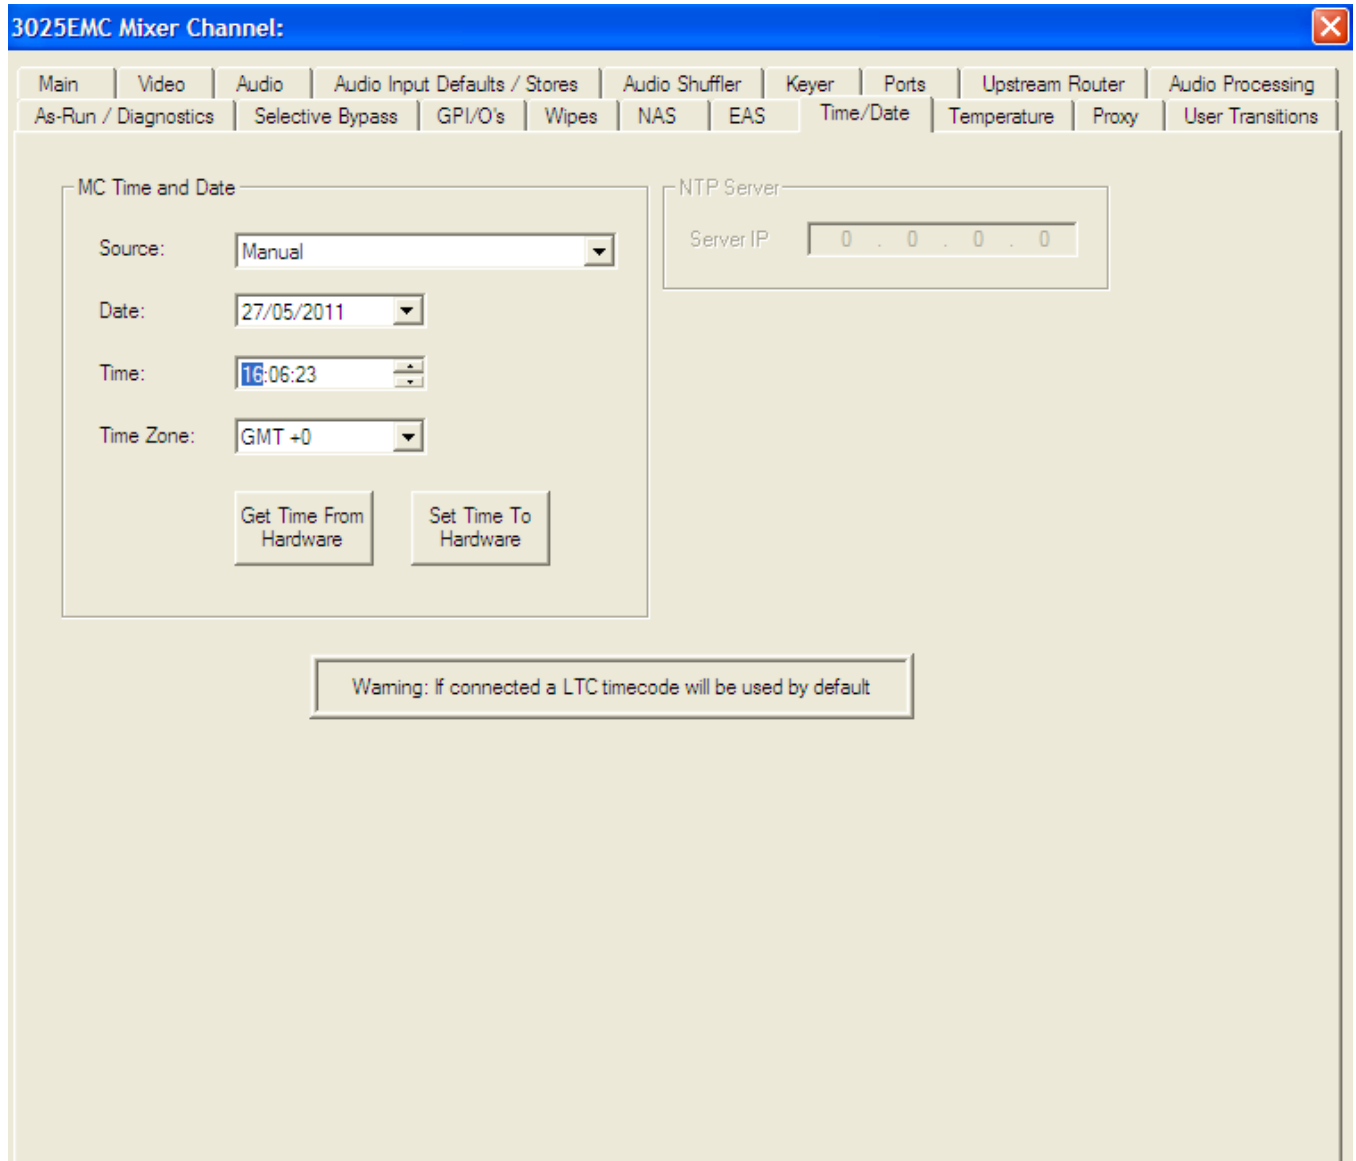 3025EMC Mixer Channel:
Main Video Audio Audio Input Defaults / Stores Audio Shuffler Keyer Ports Upstream Router Audio Processing
As-Run / Diagnostics Selective Bypass GPI/O's Wipes NAS EAS Time/Date Temperature Proxy User Transitions
MC Time and Date
Source: Manual
Date: 27/05/2011
Time: 16:06:23
Time Zone: GMT +0
Get Time From
Hardware
Set Time To
Hardware
NTP Server
Server IP 0 . 0 . 0 . 0
Warning: If connected a LTC timecode will be used by default